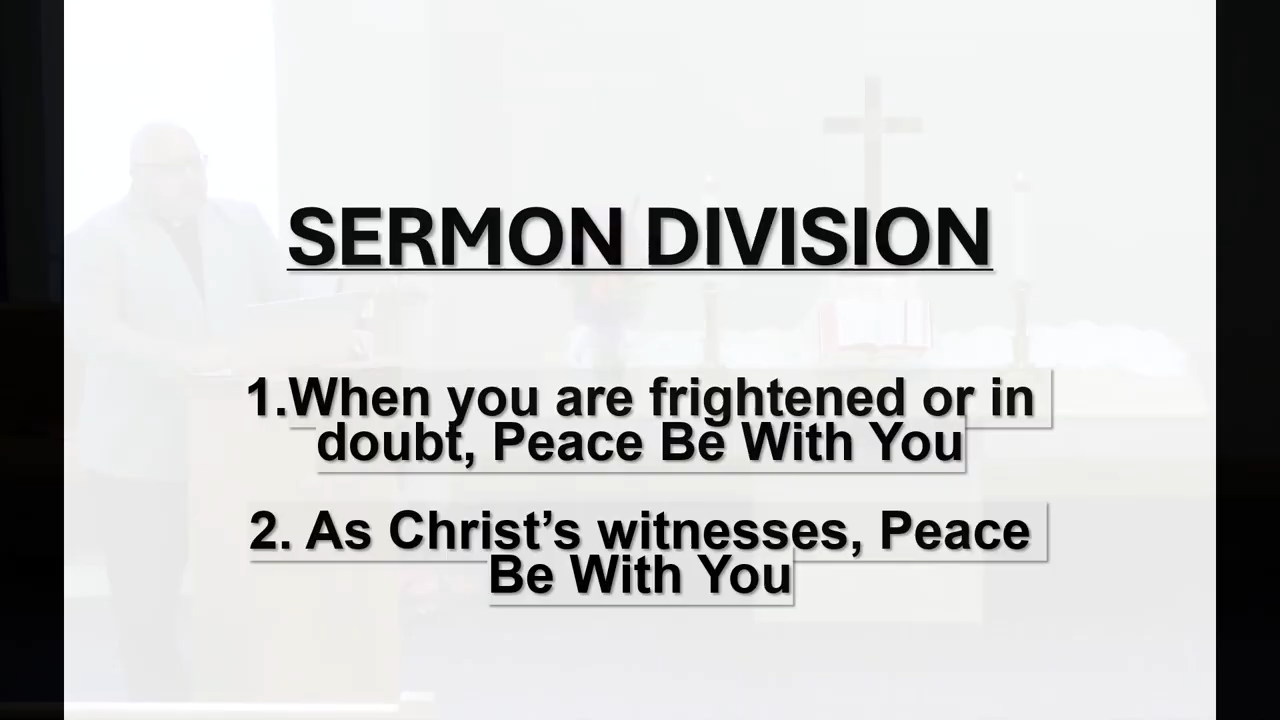 SERMON DIVISION
1.When you are frightened or in
doubt, Peace Be With You
2. As Christ’s witnesses, Peace
Be With You